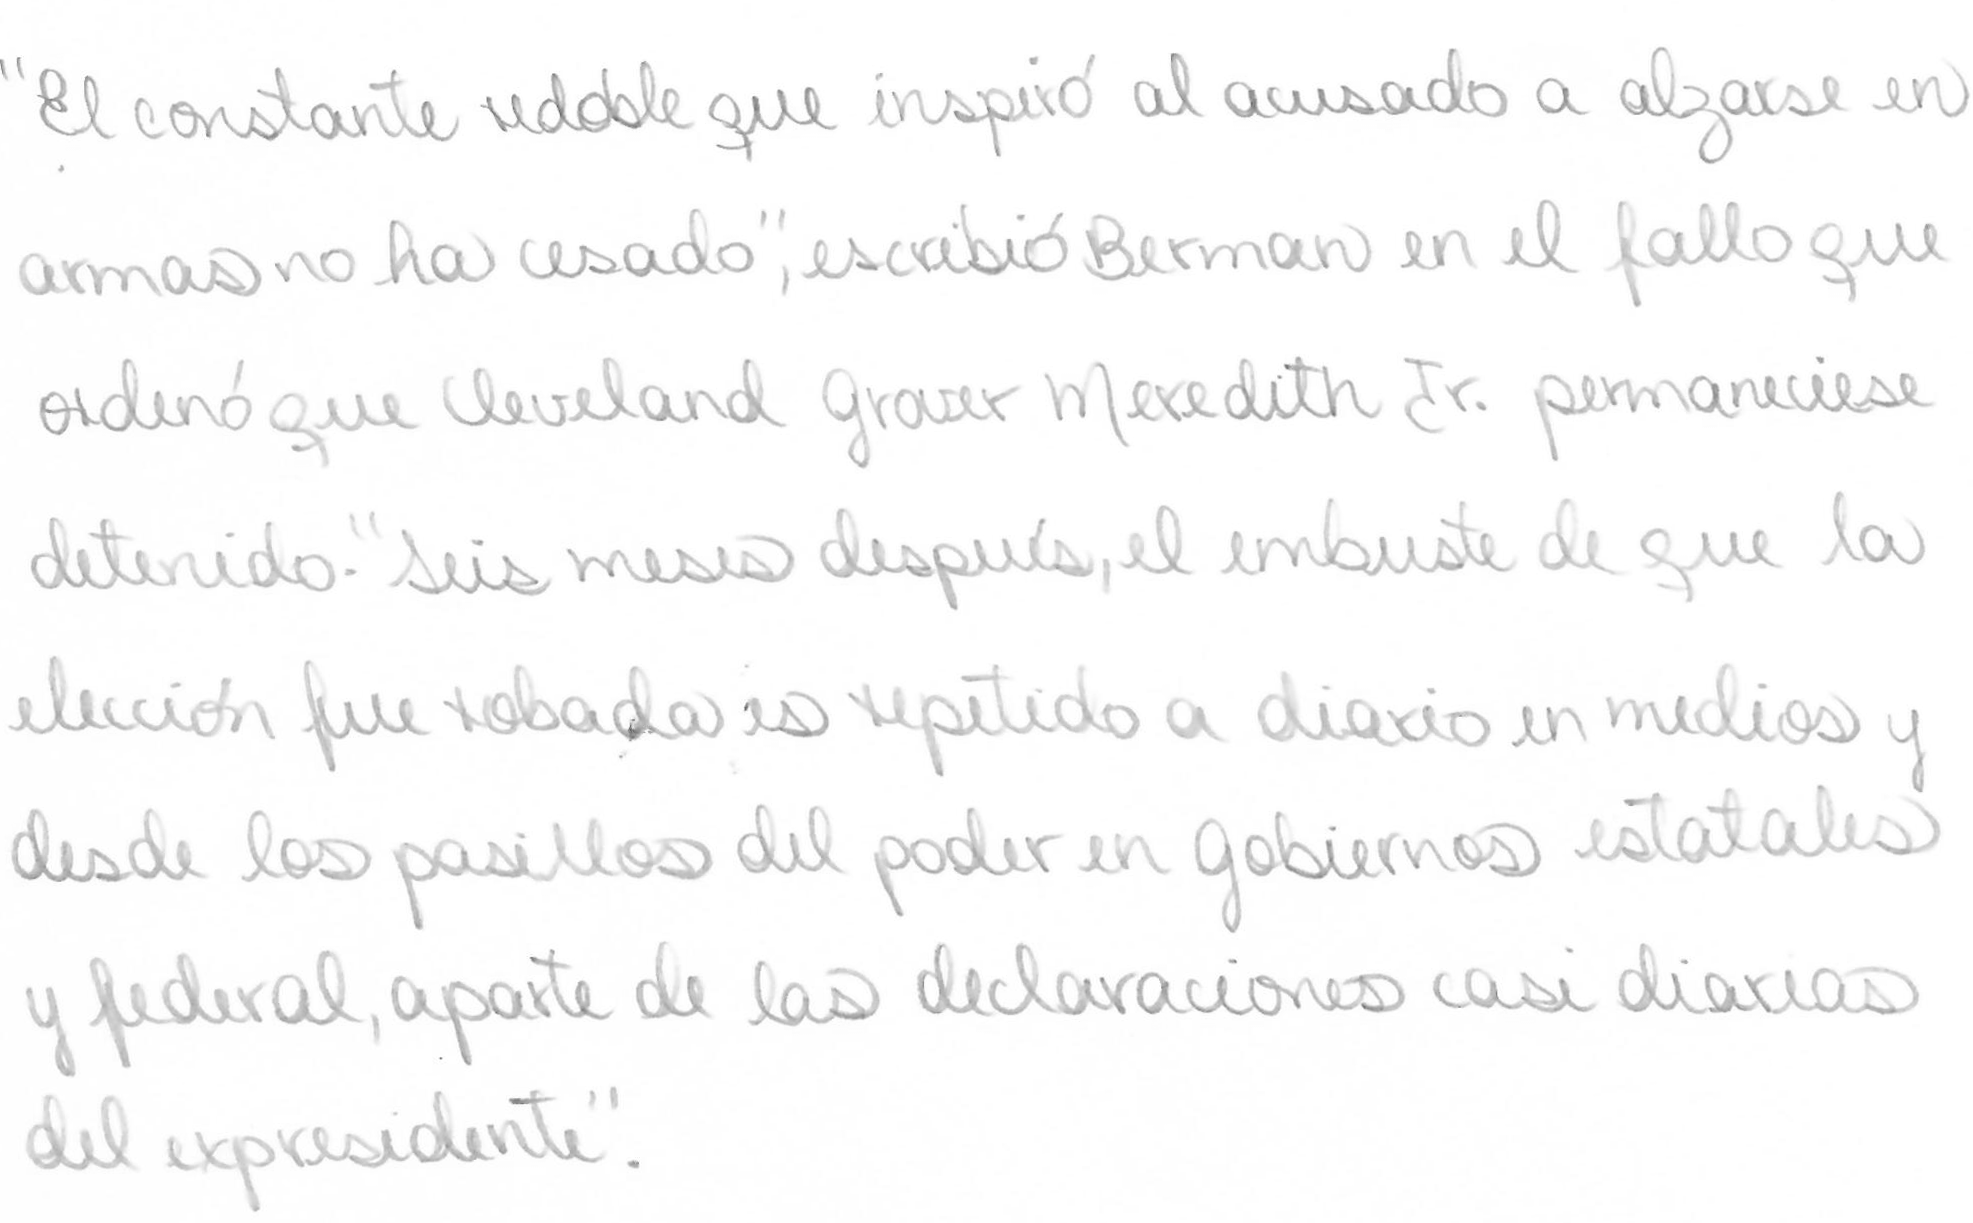 "El constante redoble que inspiró al acusado a alzarse en
armas no ha cesado", escribió Berman en el fallo que
ordenó que Cleveland Graver Meredith Jr. permaneciese
detenido. "Seis meses después, el embuste de que la
elección fue robada es repetido a diario en medios y
desde los pasillos del poder en gobiernos estatales
y federal, aparte de las declaraciones casi diarias
del expresidente".